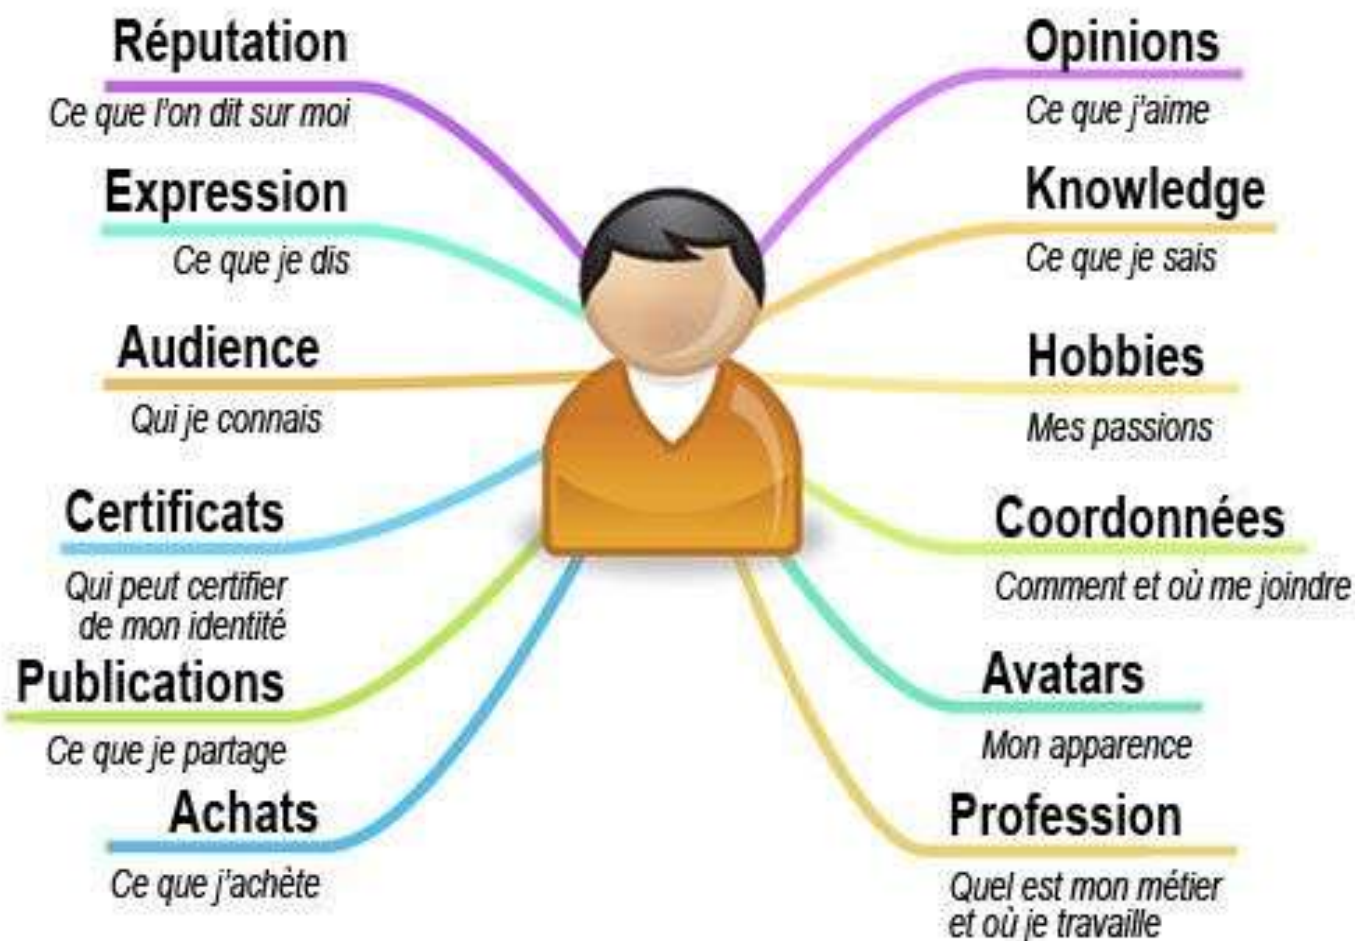 Réputation
Ce que l'on dit sur moi
Expression
Ce que je dis
Audience
Qui je connais
Certificats
Qui peut certifier
de mon identité
Publications
Ce que je partage
Achats
Ce que j'achète
Opinions
Ce que j'aime
Knowledge
Ce que je sais
Hobbies
Mes passions
Coordonnées
Comment et où me joindre
Avatars
Mon apparence
Profession
Quel est mon métier
et où je travaille